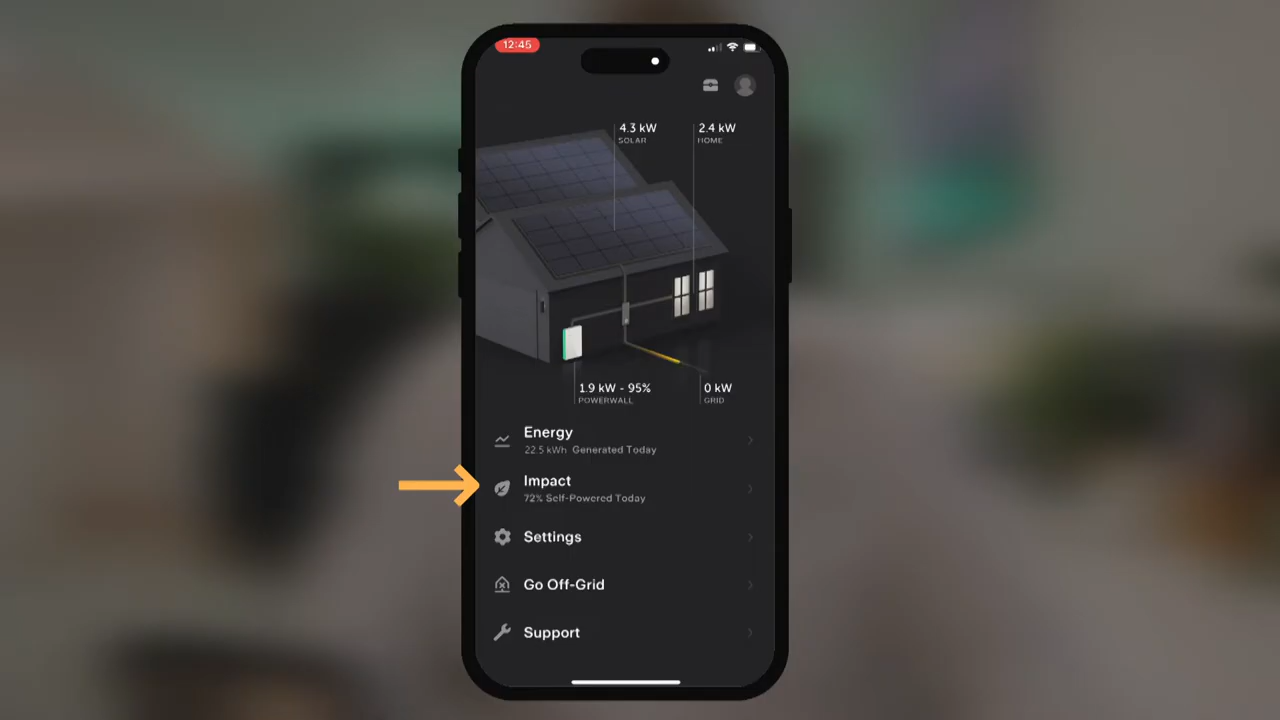 12:45
4.3 kW
SOLAR
2.4 kW
HOME
1.9 kW - 95%
POWERWALL
0 kW
GRID
Energy
22.5 kWh Generated Today
Impact
72% Self-Powered Today
Settings
Go Off-Grid
Support